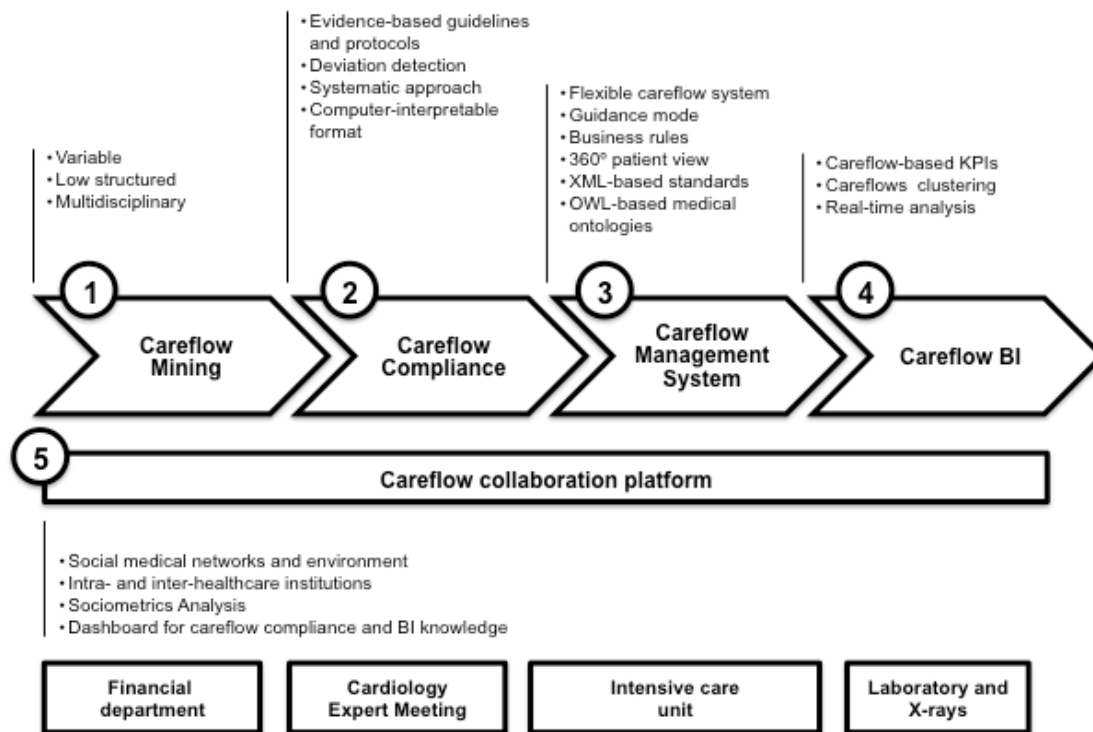 • Evidence-based guidelines
and protocols
• Deviation detection
• Systematic approach
• Computer-interpretable
format
• Flexible careflow system
• Guidance mode
• Business rules
• 360º patient view
• XML-based standards
• OWL-based medical
ontologies
• Variable
• Low structured
• Multidisciplinary
• Careflow-based KPIs
• Careflows clustering
• Real-time analysis
1
2
3
4
Careflow
Mining
Careflow
Compliance
Careflow
Management
System
Careflow BI
5
Careflow collaboration platform
• Social medical networks and environment
• Intra- and inter-healthcare institutions
• Sociometrics Analysis
• Dashboard for careflow compliance and BI knowledge
Financial
department
Cardiology
Expert Meeting
Intensive care
unit
Laboratory and
X-rays